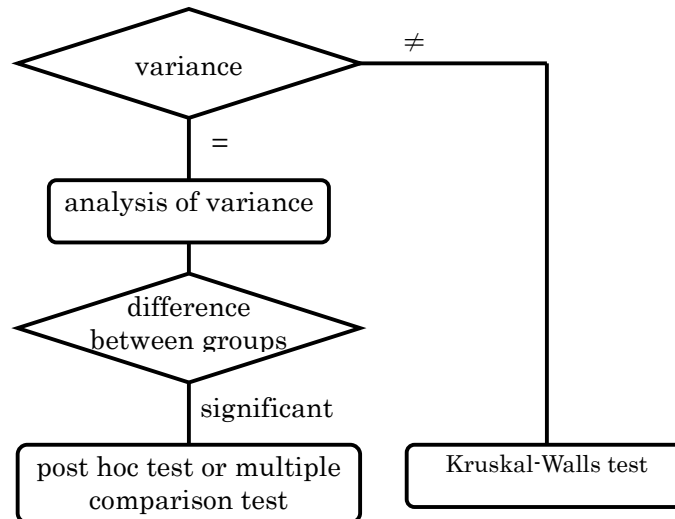 variance
≠
=
analysis of variance
difference
between groups
significant
post hoc test or multiple
comparison test
Kruskal-Walls test